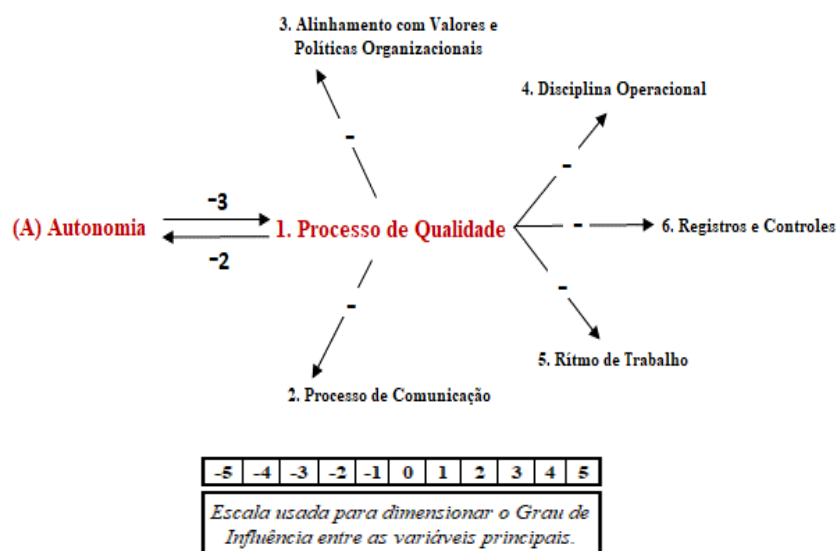 3. Alinhamento com Valores e
Políticas Organizacionais
4. Disciplina Operacional
-
-
-3
(A) Autonomia
1. Processo de Qualidade
-
6. Registros e Controles
-2
-
-
5. Rítmo de Trabalho
2. Processo de Comunicação
-5 -4 -3 -2 -1 0 1 2 3 4 5
Escala usada para dimensionar o Grau de
Influência entre as variáveis principais.